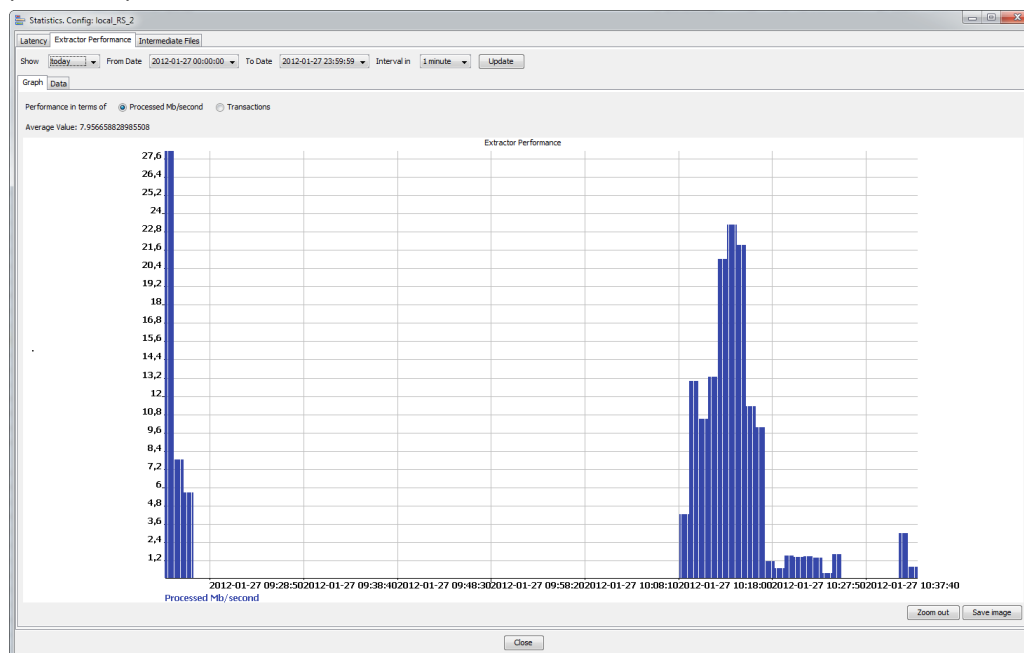 Statistics. Config: local_RS_2
Latency Extractor Performance Intermediate Files
Show today From Date 2012-01-27 00:00:00 To Date 2012-01-27 23:59:59 Interval in 1 minute Update
Graph Data
Performance in terms of Processed Mb/second Transactions
Average Value: 7.956658828985508
Extractor Performance
27,6
26,4
25,2
24
22,8
21,6
20,4
19,2
18
16,8
15,6
14,4
13,2
12
10,8
9,6
8,4
7,2
6
4,8
3,6
2,4
1,2
2012-01-27 09:28:50 2012-01-27 09:38:40 2012-01-27 09:48:30 2012-01-27 09:58:20 2012-01-27 10:08:10 2012-01-27 10:18:00 2012-01-27 10:27:50 2012-01-27 10:37:40
Processed Mb/second
Zoom out Save image
Close